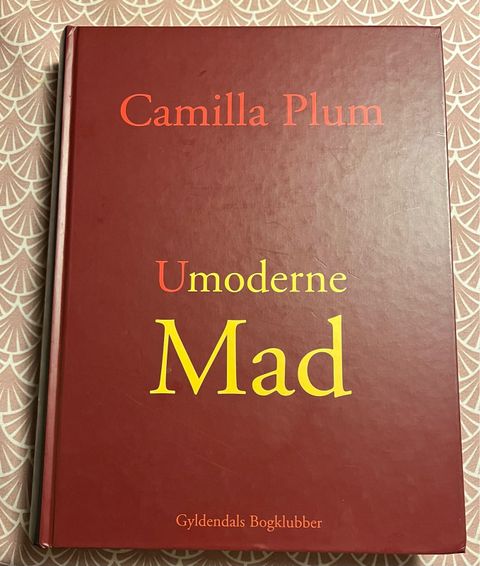 Camilla Plum
Umoderne
Mad
Gyldendals Bogklubber